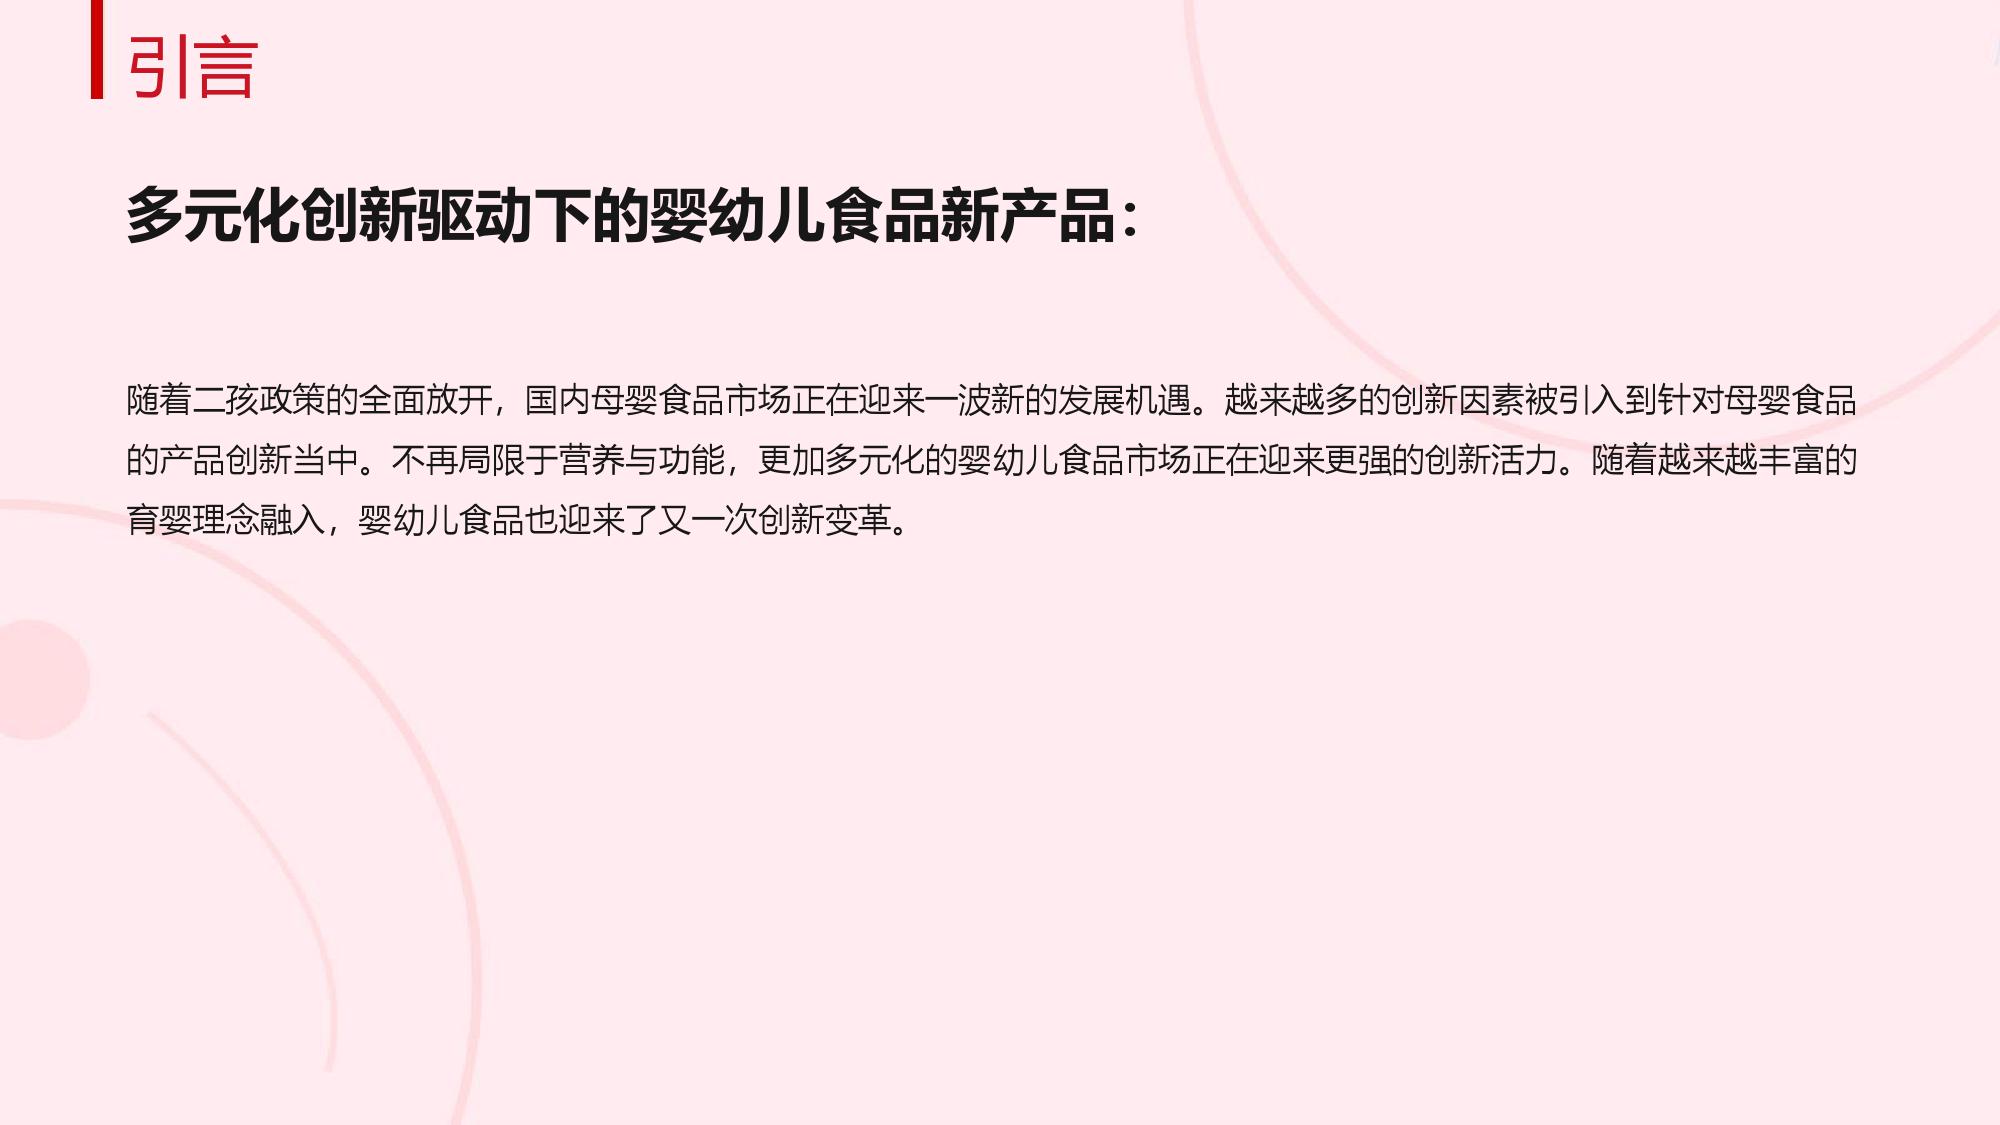 引言
多元化创新驱动下的婴幼儿食品新产品：
随着二孩政策的全面放开，国内母婴食品市场正在迎来一波新的发展机遇。越来越多的创新因素被引入到针对母婴食品
的产品创新当中。不再局限于营养与功能，更加多元化的婴幼儿食品市场正在迎来更强的创新活力。随着越来越丰富的
育婴理念融入，婴幼儿食品也迎来了又一次创新变革。